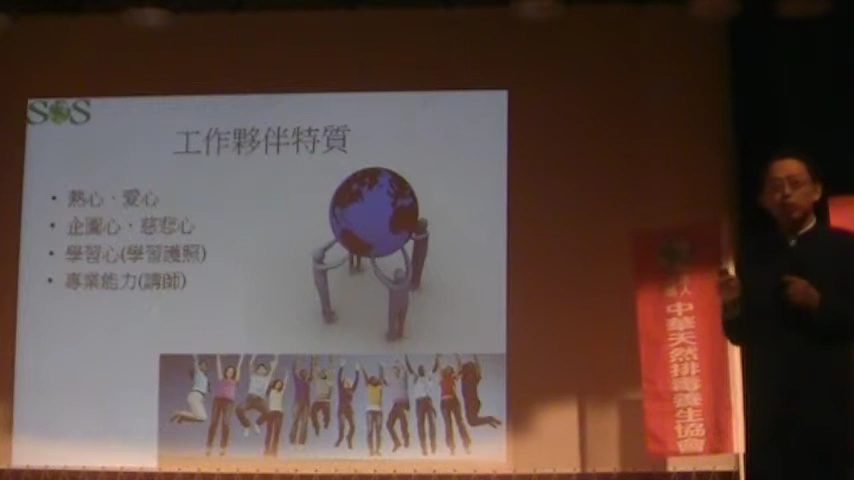 SOS
工作夥伴特質
• 熱心、愛心
• 企圖心、慈悲心
• 學習心(學習護照)
• 專業能力(講師)
人
中華天然排毒養生協會